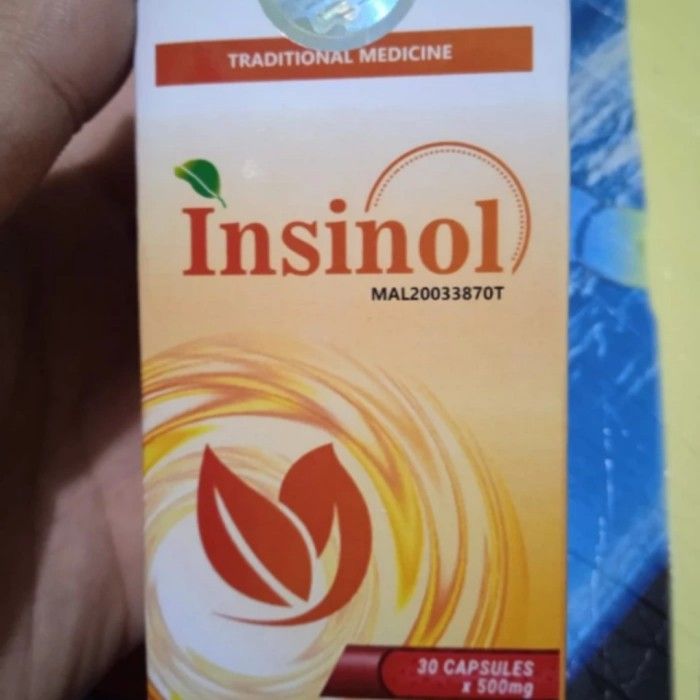 TRADITIONAL MEDICINE
Insinol
MAL20033870T
30 CAPSULES
x 500mg